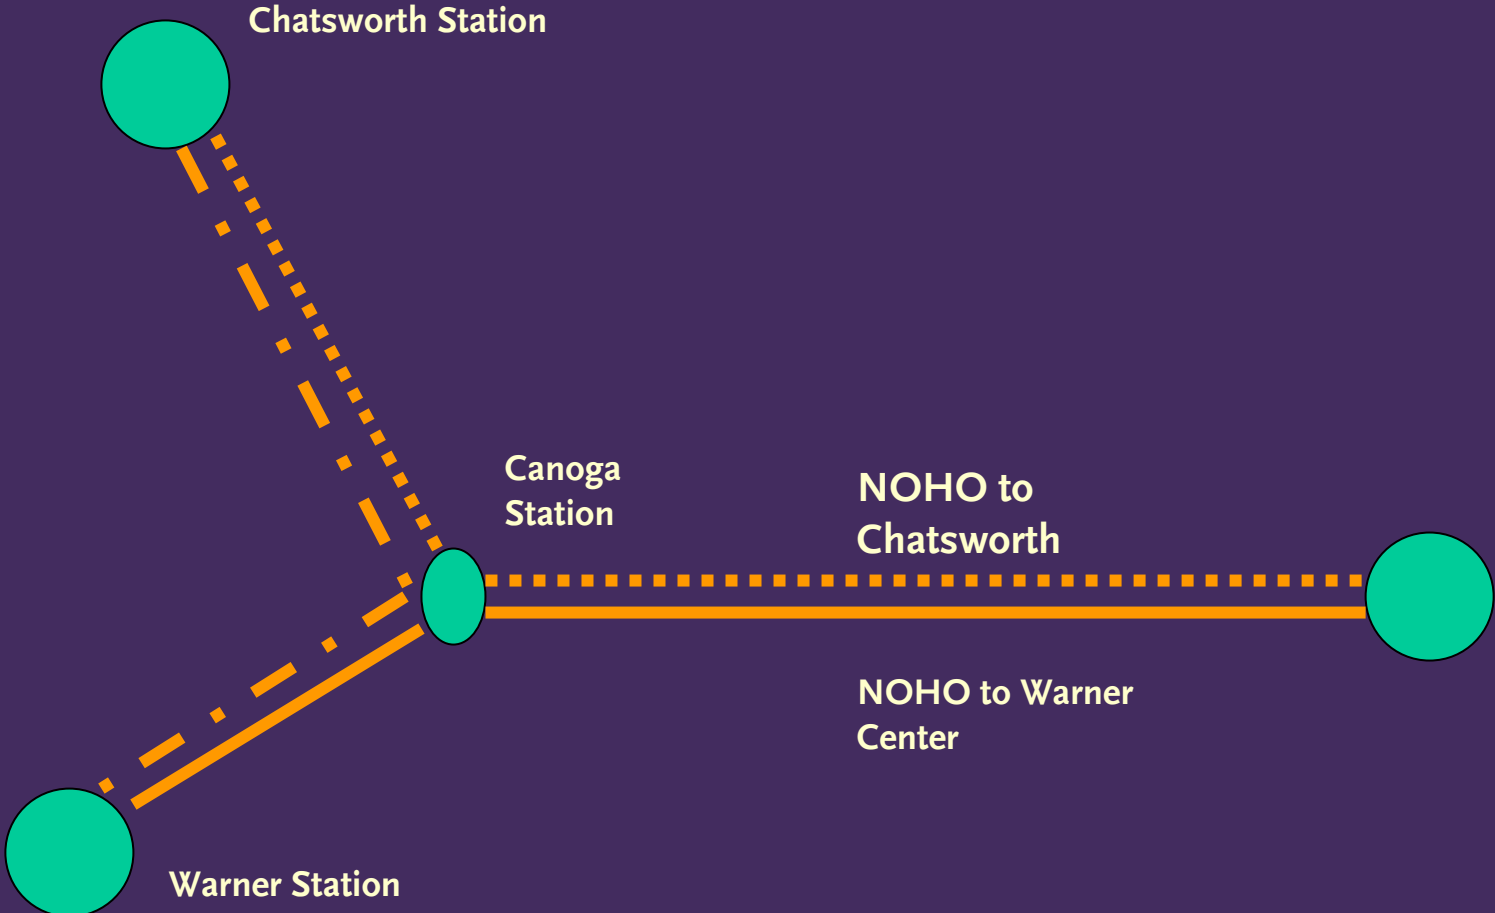 Chatsworth Station
Canoga
Station
NOHO to
Chatsworth
NOHO to Warner
Center
Warner Station